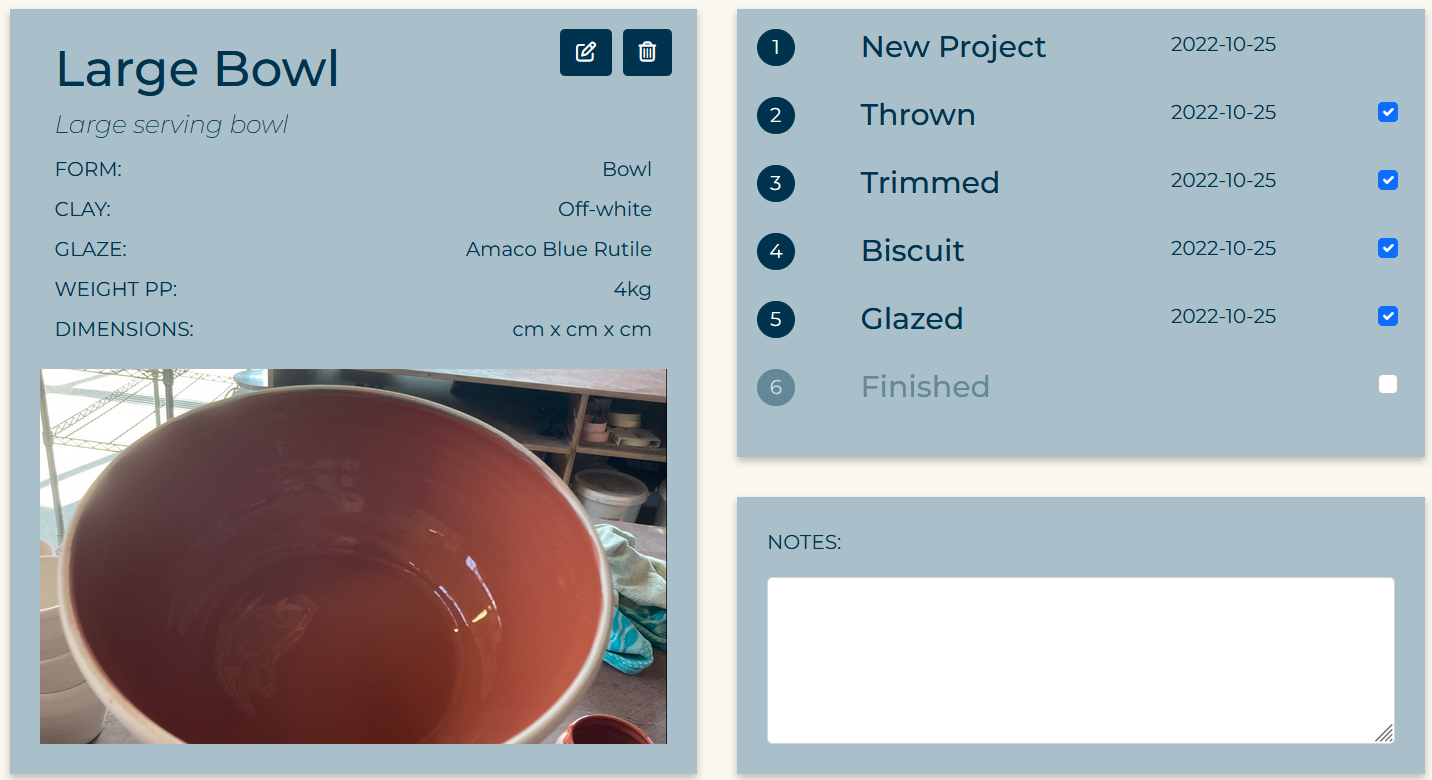 Large Bowl
Large serving bowl
FORM: Bowl
CLAY: Off-white
GLAZE: Amaco Blue Rutile
WEIGHT PP: 4kg
DIMENSIONS: cm x cm x cm
1 New Project 2022-10-25
2 Thrown 2022-10-25
3 Trimmed 2022-10-25
4 Biscuit 2022-10-25
5 Glazed 2022-10-25
6 Finished
NOTES: